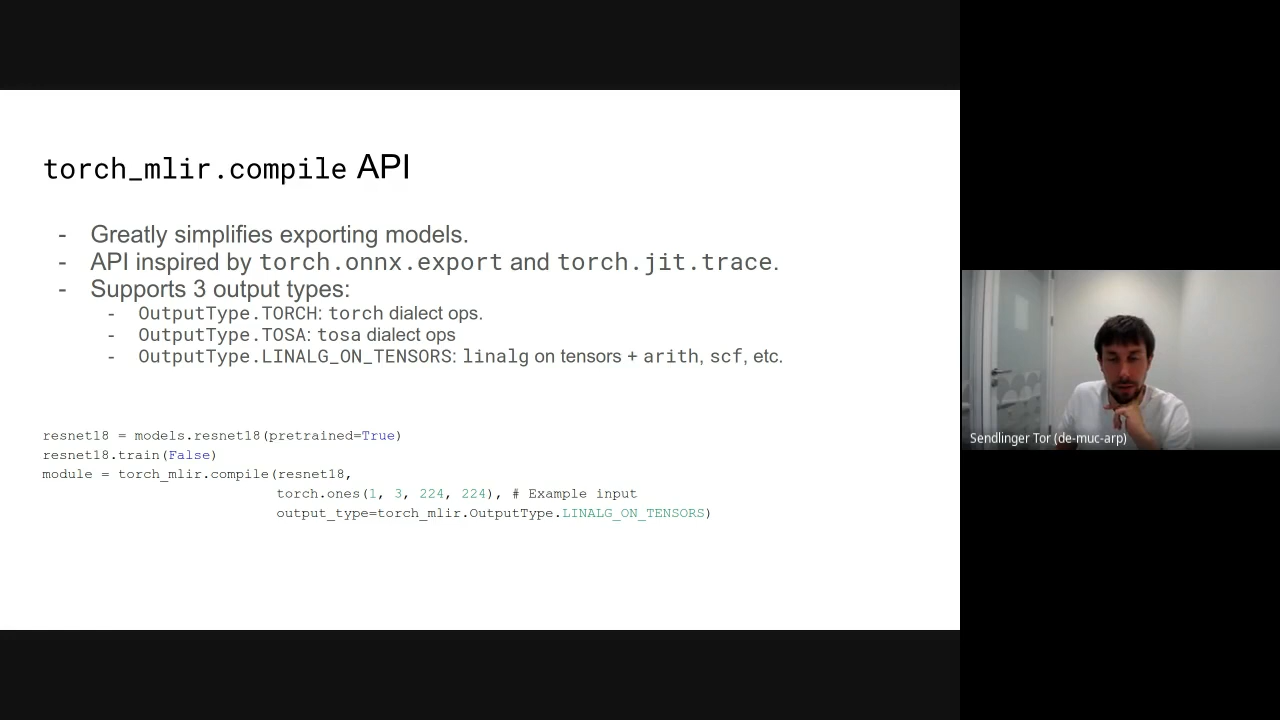 torch_mlir.compile API
- Greatly simplifies exporting models.
- API inspired by torch.onnx.export and torch.jit.trace.
- Supports 3 output types:
- OutputType.TORCH: torch dialect ops.
- OutputType.TOSA: tosa dialect ops
- OutputType.LINALG_ON_TENSORS: linalg on tensors + arith, scf, etc.
resnet18 = models.resnet18(pretrained=True)
resnet18.train(False)
module = torch_mlir.compile(resnet18,
torch.ones(1, 3, 224, 224), # Example input
output_type=torch_mlir.OutputType.LINALG_ON_TENSORS)
Sendlinger Tor (de-muc-arp)